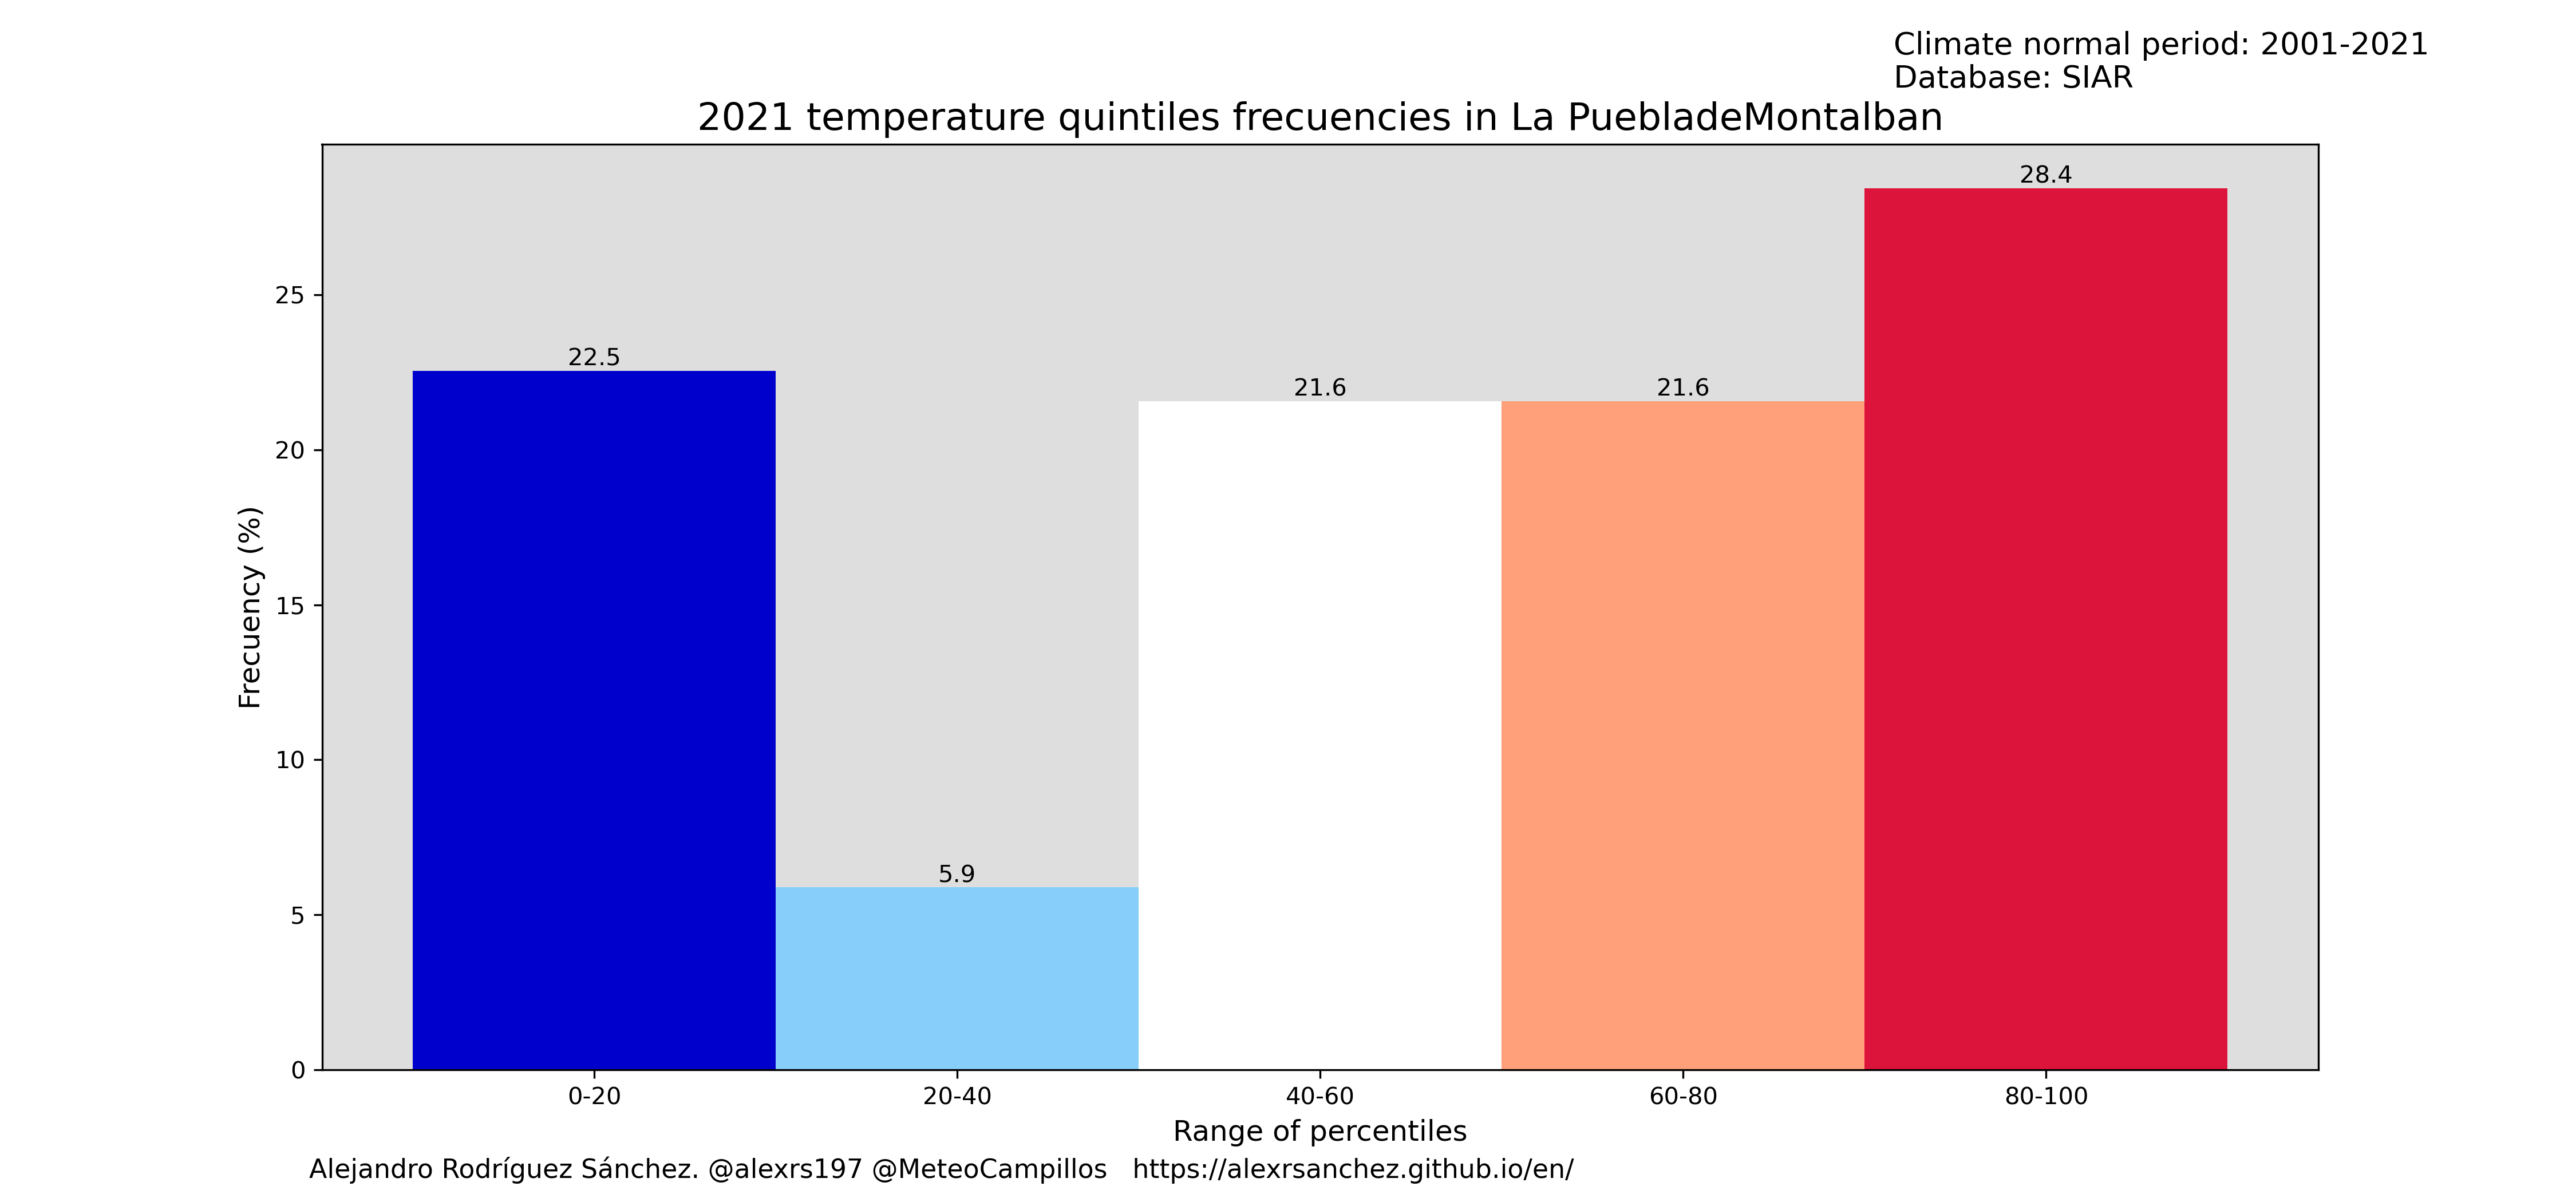 Climate normal period: 2001-2021
Database: SIAR
2021 temperature quintiles frecuencies in La PuebladeMontalban
28.4
25
22.5
21.6
21.6
20
Frecuency (%)
15
10
5.9
5
0
0-20
20-40
40-60
60-80
80-100
Range of percentiles
Alejandro Rodríguez Sánchez. @alexrs197 @MeteoCampillos https://alexrsanchez.github.io/en/